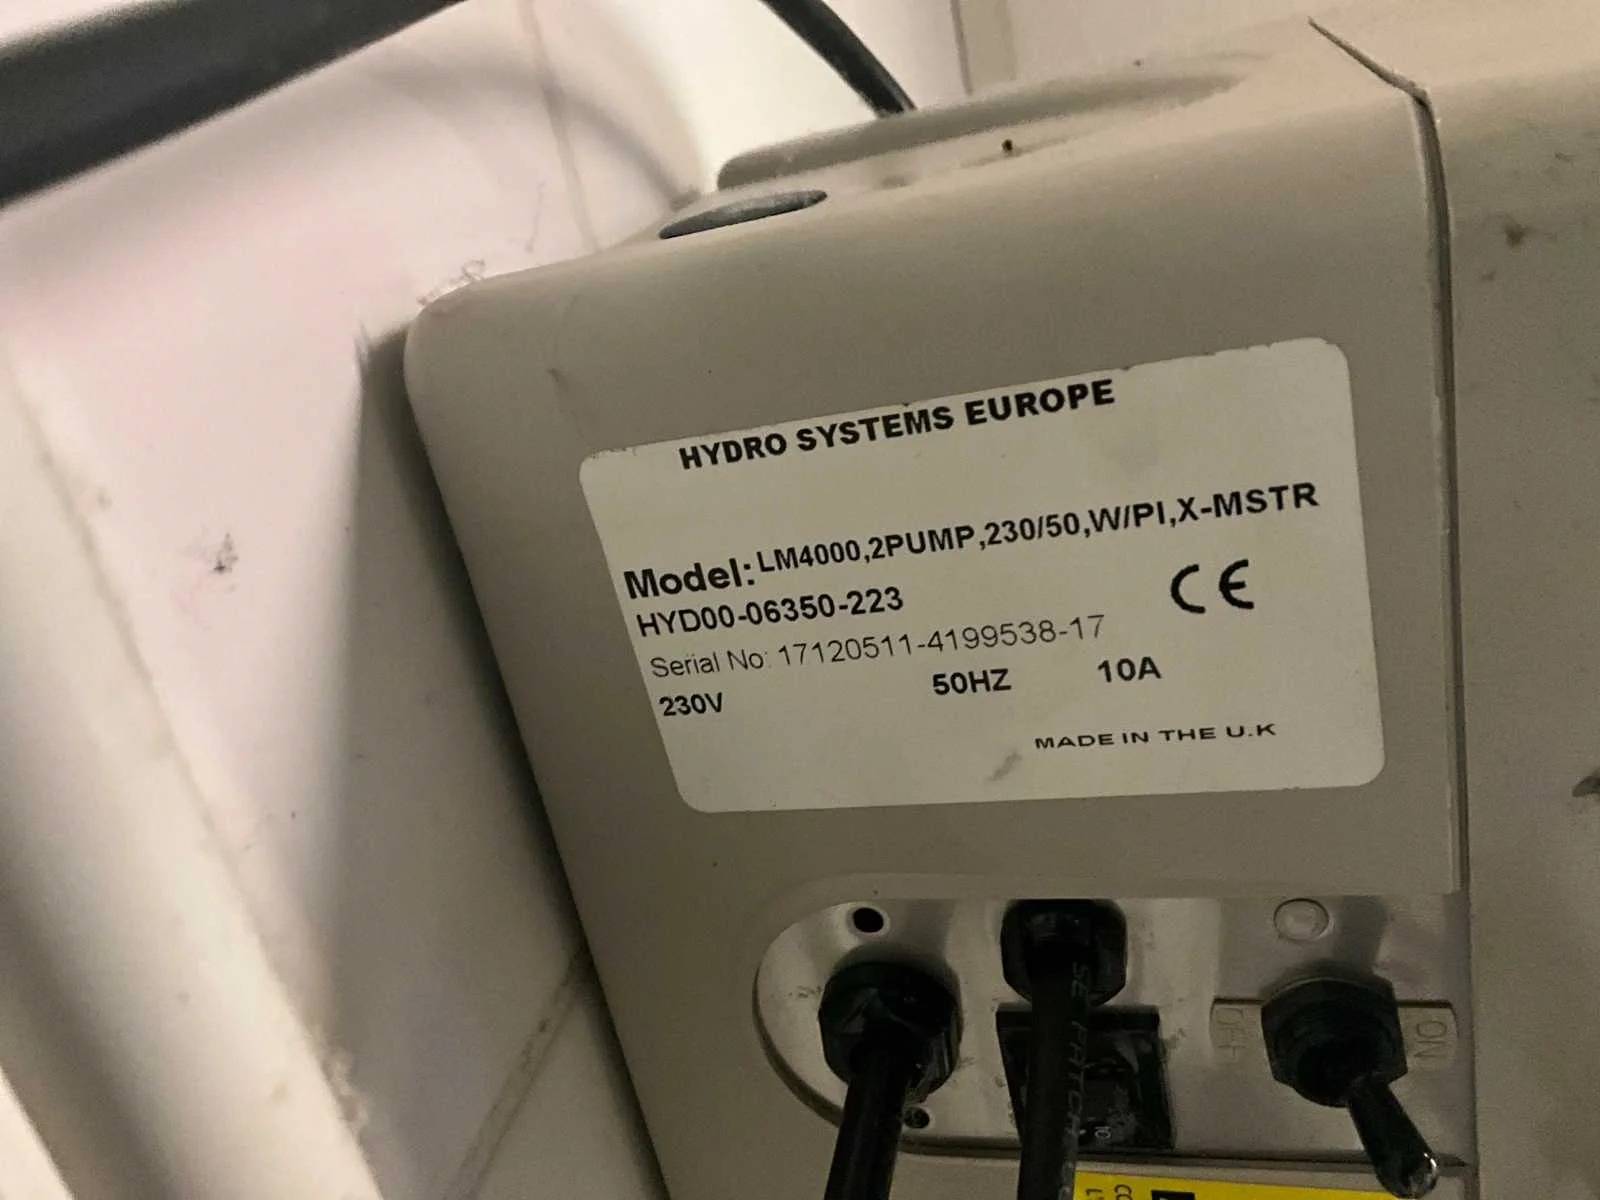 HYDRO SYSTEMS EUROPE
Model: LM4000,2PUMP,230/50,W/PI,X-MSTR
HYD00-06350-223
CE
Serial No: 17120511-4199538-17
230V 50HZ 10A
MADE IN THE U.K
OFF ON